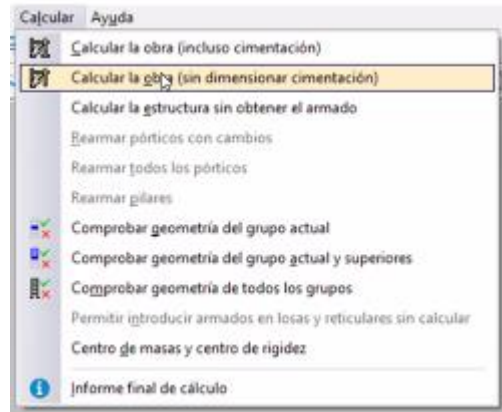 Calcular Ayuda
Calcular la obra (incluso cimentación)
Calcular la obra (sin dimensionar cimentación)
Calcular la estructura sin obtener el armado
Rearmar pórticos con cambios
Rearmar todos los pórticos
Rearmar pilares
Comprobar geometría del grupo actual
Comprobar geometría del grupo actual y superiores
Comprobar geometría de todos los grupos
Permitir introducir armados en losas y reticulares sin calcular
Centro de masas y centro de rigidez
Informe final de cálculo